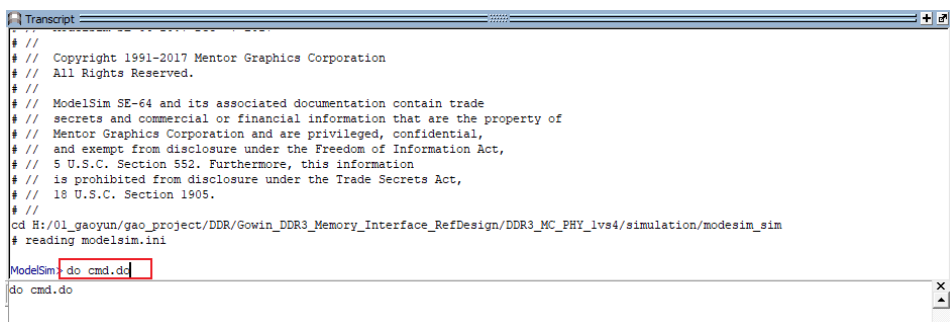 Transcript
# //
# // Copyright 1991-2017 Mentor Graphics Corporation
# // All Rights Reserved.
# //
# // ModelSim SE-64 and its associated documentation contain trade
# // secrets and commercial or financial information that are the property of
# // Mentor Graphics Corporation and are privileged, confidential,
# // and exempt from disclosure under the Freedom of Information Act,
# // 5 U.S.C. Section 552. Furthermore, this information
# // is prohibited from disclosure under the Trade Secrets Act,
# // 18 U.S.C. Section 1905.
# //
cd H:/01_gaoyun/gao_project/DDR/Gowin_DDR3_Memory_Interface_RefDesign/DDR3_MC_PHY_1vs4/simulation/modesim_sim
# reading modelsim.ini
ModelSim> do cmd.do
do cmd.do